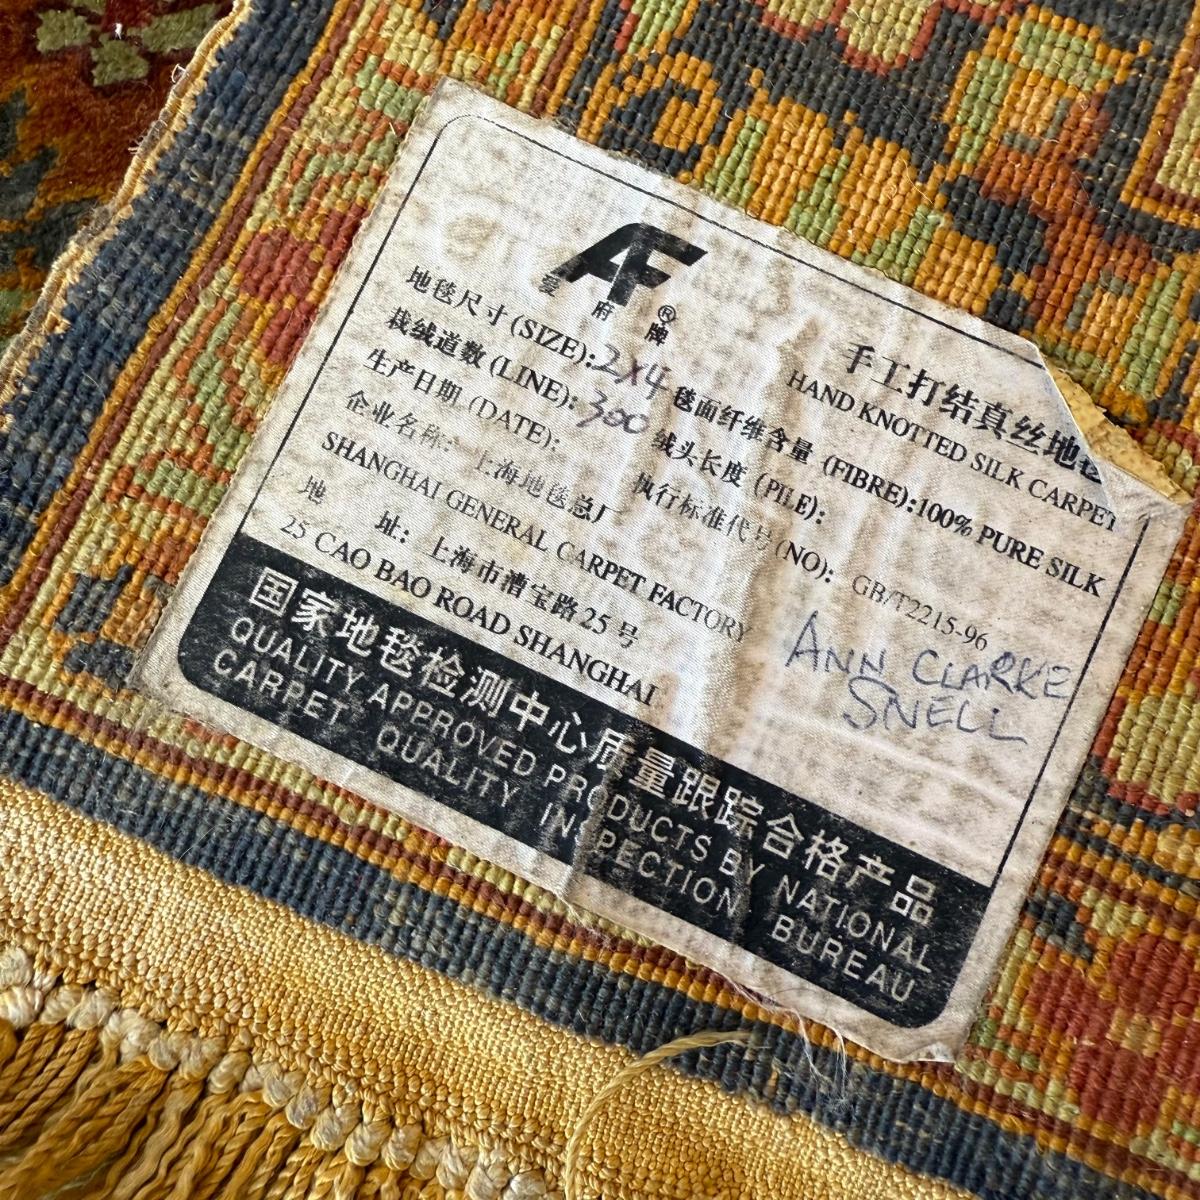 AF®
爱府牌
手工打结真丝地毯
HAND KNOTTED SILK CARPET
地毯尺寸(SIZE):2X4 毯面纤维含量 (FIBRE):100% PURE SILK
栽绒道数(LINE):300 绒头长度 (PILE):
生产日期 (DATE): 执行标准代号(NO): GB/T2215-96
企业名称: 上海地毯总厂
SHANGHAI GENERAL CARPET FACTORY
地 址: 上海市漕宝路25号
25 CAO BAO ROAD SHANGHAI
ANN CLARKE
SNELL
国家地毯检测中心质量跟踪合格产品
QUALITY APPROVED PRODUCTS BY NATIONAL
CARPET QUALITY INSPECTION BUREAU